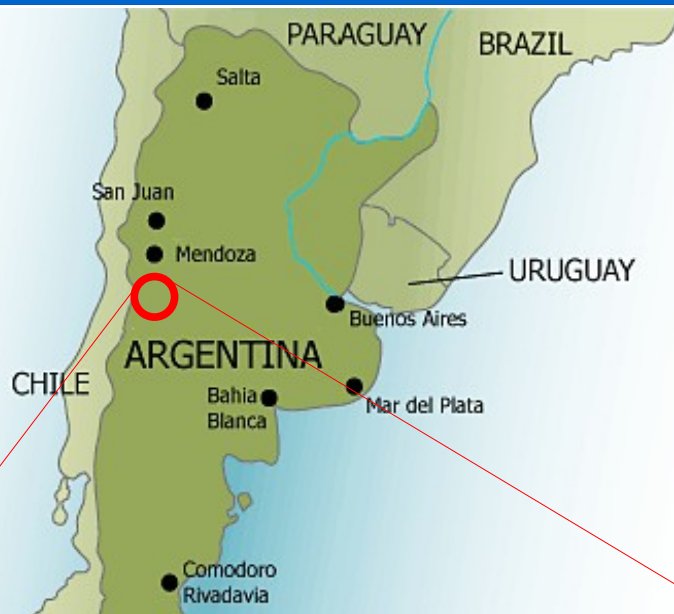 PARAGUAY
BRAZIL
Salta
San Juan
Mendoza
URUGUAY
Buenos Aires
ARGENTINA
CHILE
Bahia
Blanca
Mar del Plata
Comodoro
Rivadavia